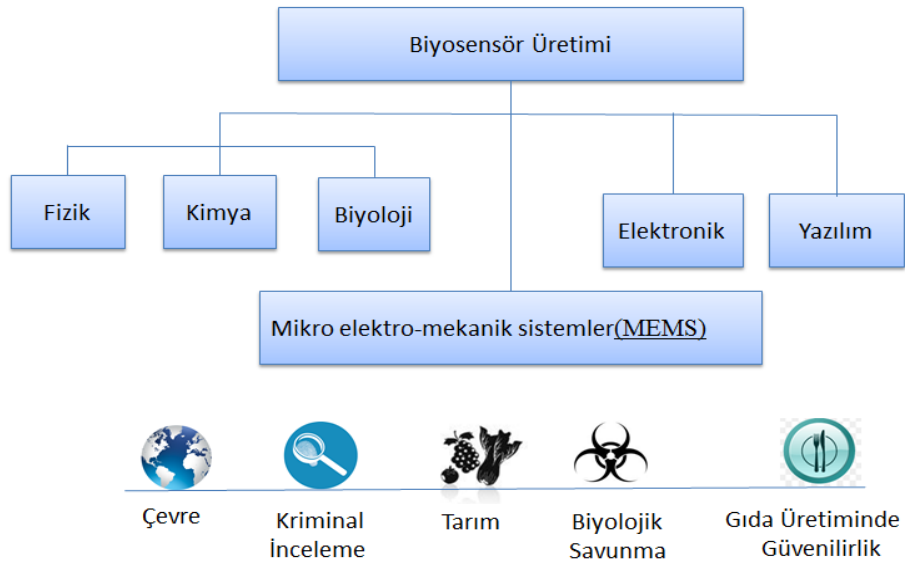 Biyosensör Üretimi
Fizik
Kimya
Biyoloji
Elektronik
Yazılım
Mikro elektro-mekanik sistemler(MEMS)
Çevre
Kriminal
İnceleme
Tarım
Biyolojik
Savunma
Gıda Üretiminde
Güvenilirlik